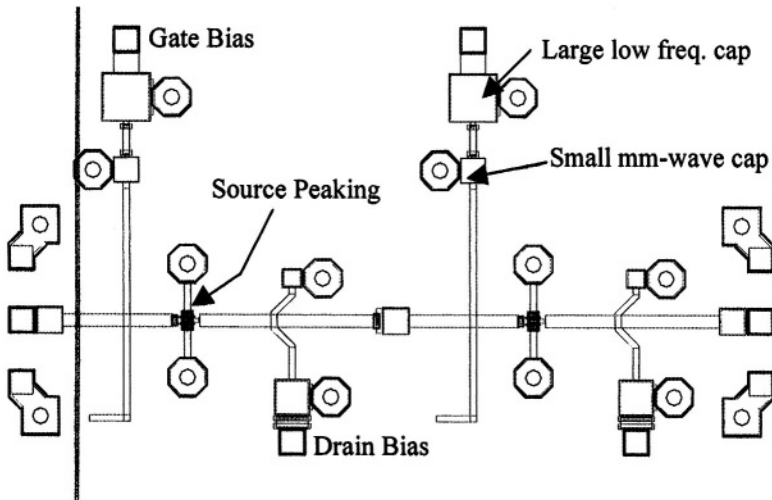 Gate Bias
Large low freq. cap
Small mm-wave cap
Source Peaking
Drain Bias